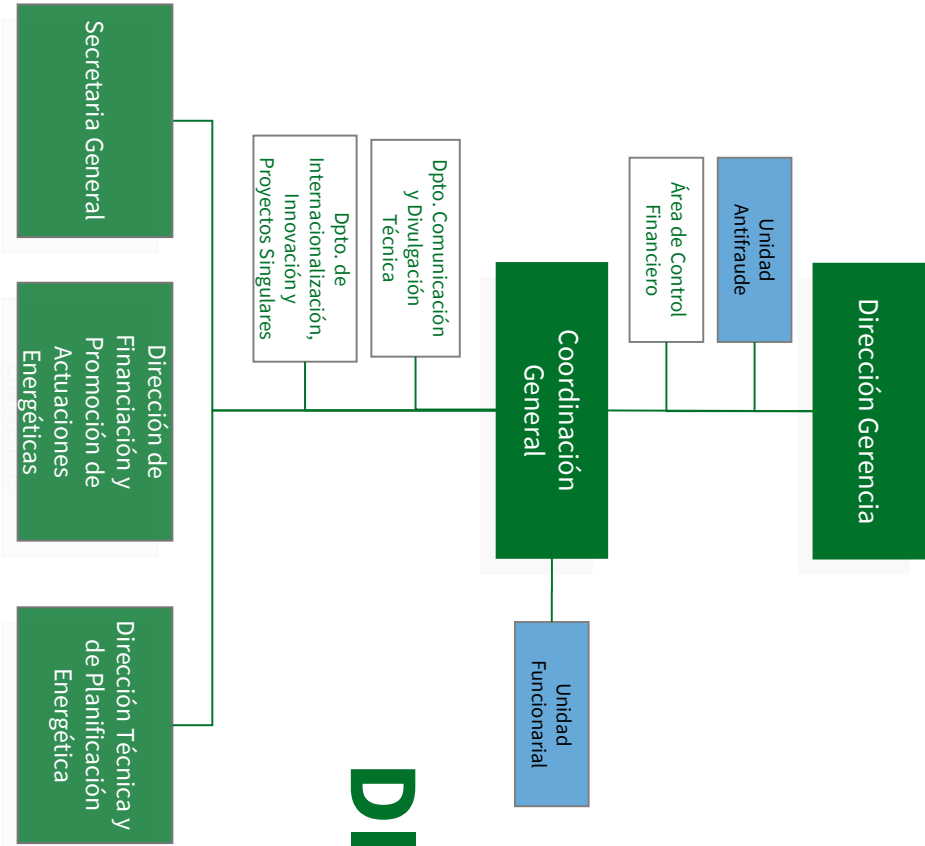 Dirección Gerencia
Unidad
Antifraude
Área de Control
Financiero
Coordinación
General
Unidad
Funcionarial
Dpto. Comunicación
y Divulgación
Técnica
Dpto. de
Internacionalización,
Innovación y
Proyectos Singulares
Secretaria General
Dirección de
Financiación y
Promoción de
Actuaciones
Energéticas
Dirección Técnica y
de Planificación
Energética